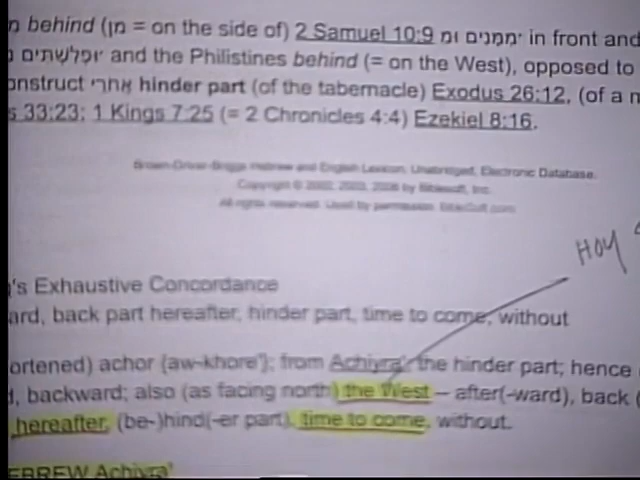 behind (מן = on the side of) 2 Samuel 10:9 in front and
and the Philistines behind (= on the West), opposed to
onstruct אחרי hinder part (of the tabernacle) Exodus 26:12, (of a m
s 33:23; 1 Kings 7:25 (= 2 Chronicles 4:4) Ezekiel 8:16.
Brown-Driver-Briggs Hebrew and English Lexicon, Unabridged, Electronic Database.
Copyright © 2002, 2003, 2006 by Biblesoft, Inc.
All rights reserved. Used by permission. BibleSoft.com
HOY
's Exhaustive Concordance
ard, back part hereafter, hinder part, time to come, without
ortened) achor (aw-khore'); from Achiyra'; the hinder part; hence
d, backward; also (as facing north) the West -- after(-ward), back (
hereafter, (be-)hind(-er part), time to come, without.
EBREW Achiyra'